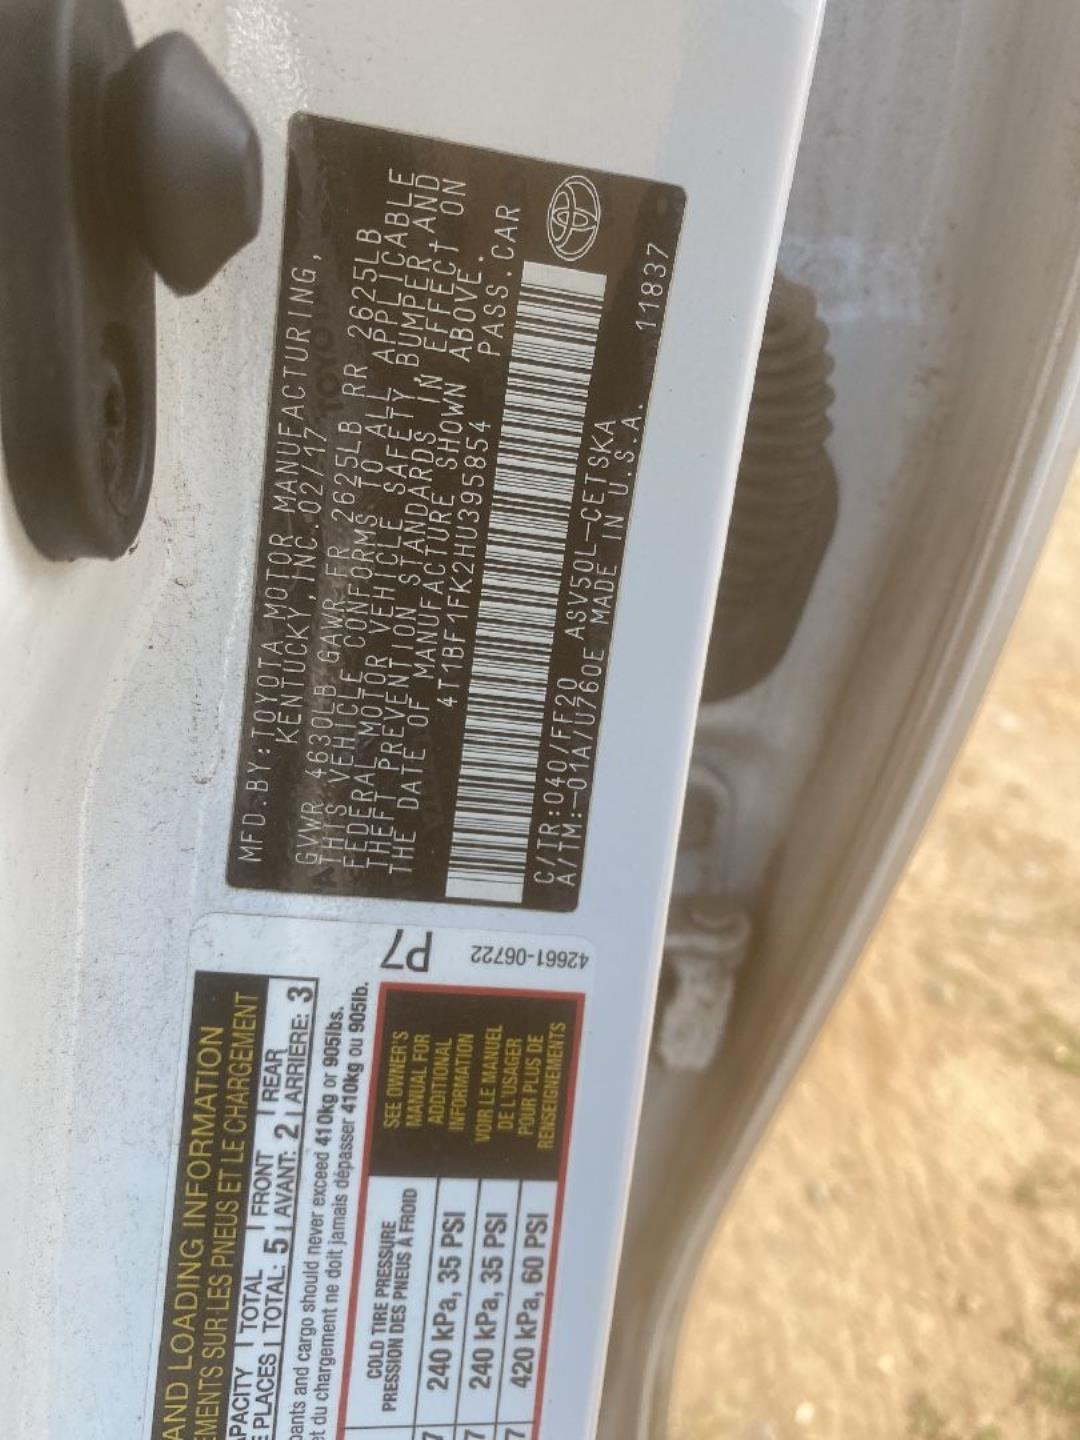 MFD.BY:TOYOTA MOTOR MANUFACTURING,
KENTUCKY,INC.02/17
GVWR 4630LB GAWR FR 2625LB RR 2625LB
THIS VEHICLE CONFORMS TO ALL APPLICABLE
FEDERAL MOTOR VEHICLE SAFETY,BUMPER,AND
THEFT PREVENTION STANDARDS IN EFFECT ON
THE DATE OF MANUFACTURE SHOWN ABOVE.
4T1BF1FK2HU395854 PASS.CAR
C/TR:040/FF20 ASV50L-CETSKA
A/TM:-01A/U760E MADE IN U.S.A. 11837
P7
42661-06722
AND LOADING INFORMATION
EMENTS SUR LES PNEUS ET LE CHARGEMENT
APACITY TOTAL FRONT REAR
E PLACES TOTAL: 5 AVANT: 2 ARRIÈRE: 3
pants and cargo should never exceed 410kg or 905lbs.
et du chargement ne doit jamais dépasser 410kg ou 905lb.
COLD TIRE PRESSURE
PRESSION DES PNEUS À FROID
7 240 kPa, 35 PSI
7 240 kPa, 35 PSI
7 420 kPa, 60 PSI
SEE OWNER'S
MANUAL FOR
ADDITIONAL
INFORMATION
VOIR LE MANUEL
DE L'USAGER
POUR PLUS DE
RENSEIGNEMENTS